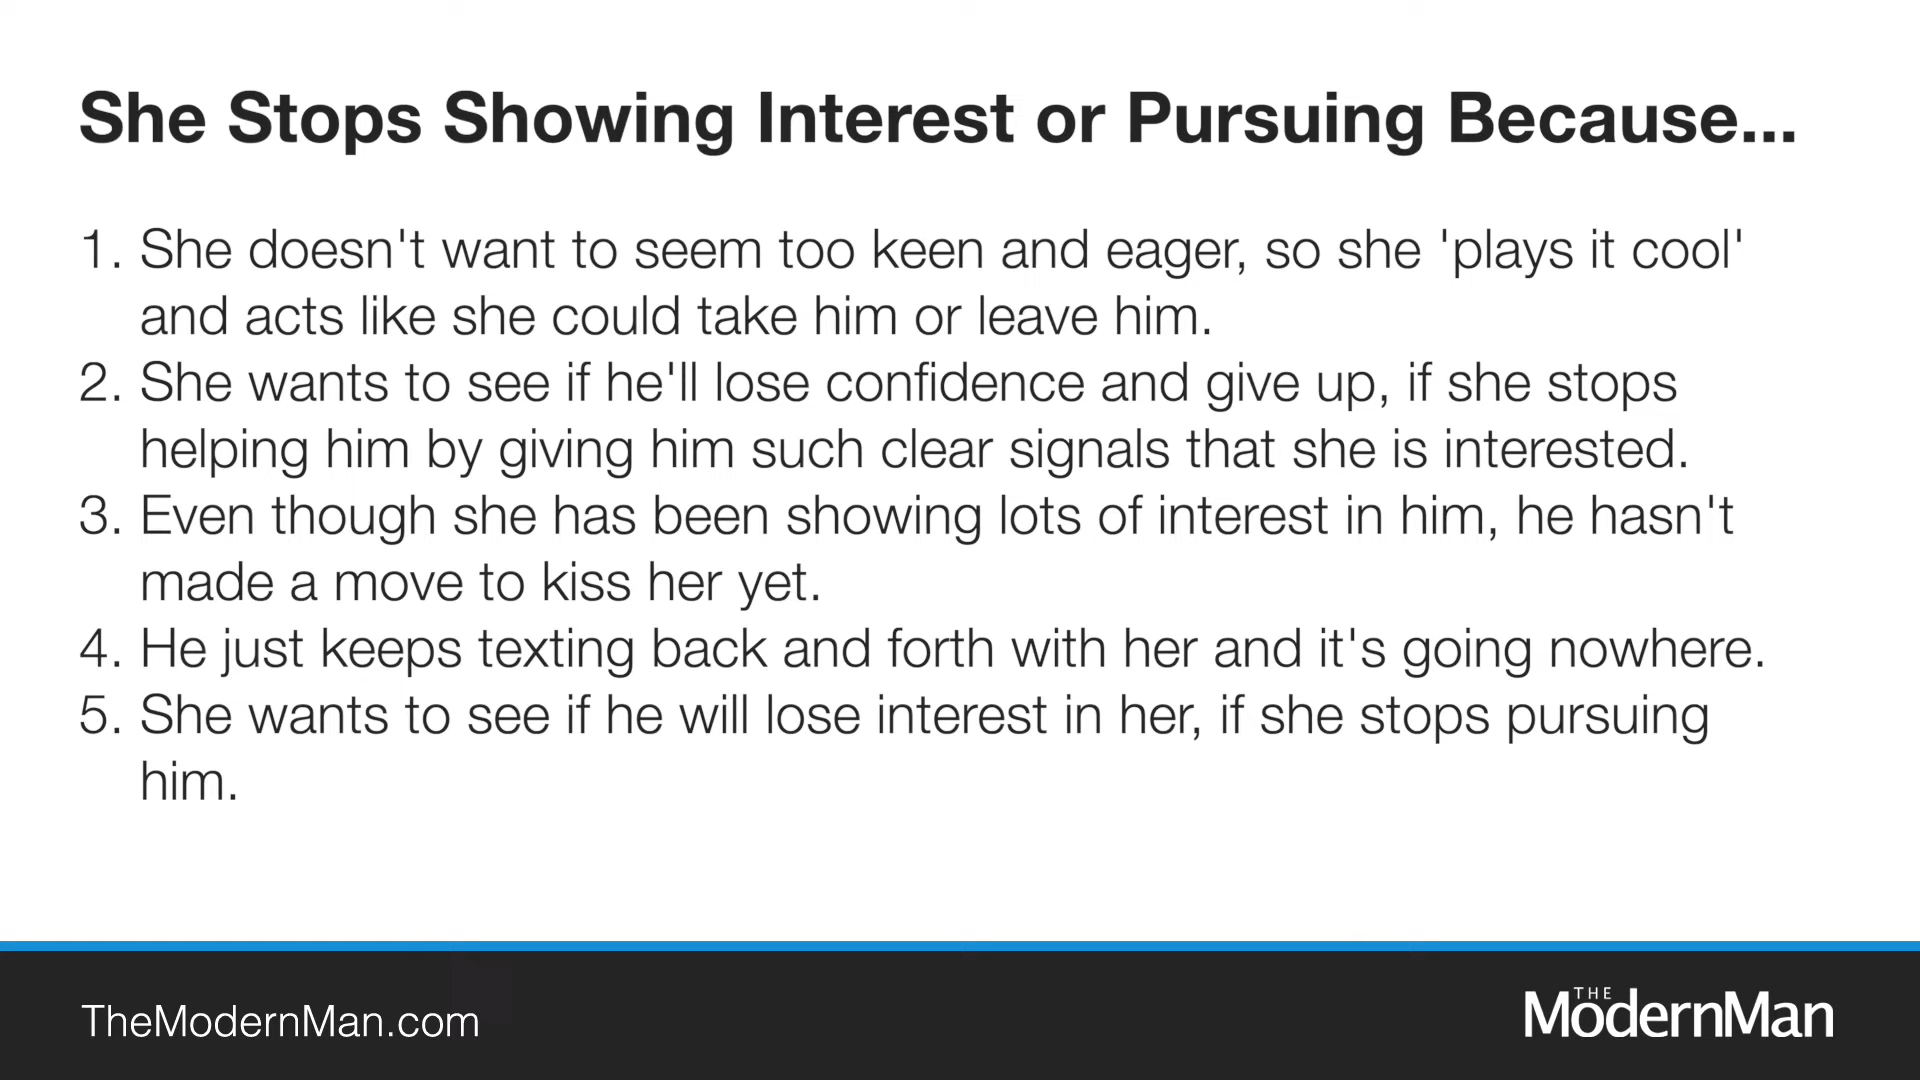 She Stops Showing Interest or Pursuing Because...
1. She doesn't want to seem too keen and eager, so she 'plays it cool'
and acts like she could take him or leave him.
2. She wants to see if he'll lose confidence and give up, if she stops
helping him by giving him such clear signals that she is interested.
3. Even though she has been showing lots of interest in him, he hasn't
made a move to kiss her yet.
4. He just keeps texting back and forth with her and it's going nowhere.
5. She wants to see if he will lose interest in her, if she stops pursuing
him.
TheModernMan.com
THE
ModernMan